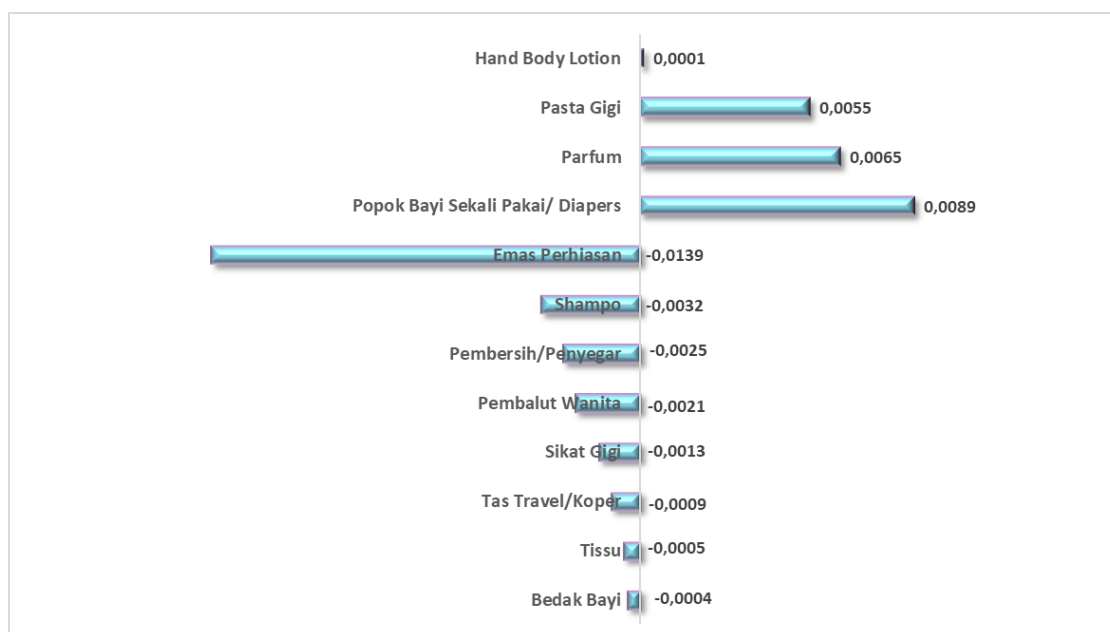 Hand Body Lotion 0,0001
Pasta Gigi 0,0055
Parfum 0,0065
Popok Bayi Sekali Pakai/ Diapers 0,0089
Emas Perhiasan -0,0139
Shampo -0,0032
Pembersih/Penyegar -0,0025
Pembalut Wanita -0,0021
Sikat Gigi -0,0013
Tas Travel/Koper -0,0009
Tissu -0,0005
Bedak Bayi -0,0004